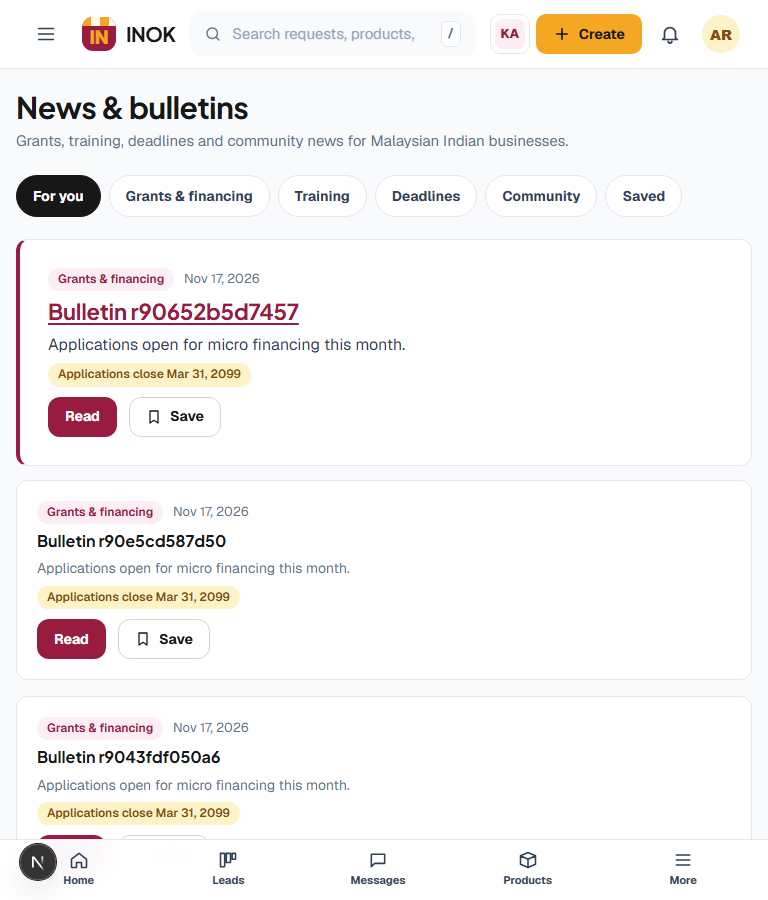 IN INOK
Search requests, products,
/
KA
Create
AR
News & bulletins
Grants, training, deadlines and community news for Malaysian Indian businesses.
For you
Grants & financing
Training
Deadlines
Community
Saved
Grants & financing Nov 17, 2026
Bulletin r90652b5d7457
Applications open for micro financing this month.
Applications close Mar 31, 2099
Read Save
Grants & financing Nov 17, 2026
Bulletin r90e5cd587d50
Applications open for micro financing this month.
Applications close Mar 31, 2099
Read Save
Grants & financing Nov 17, 2026
Bulletin r9043fdf050a6
Applications open for micro financing this month.
Applications close Mar 31, 2099
N
Home Leads Messages Products More